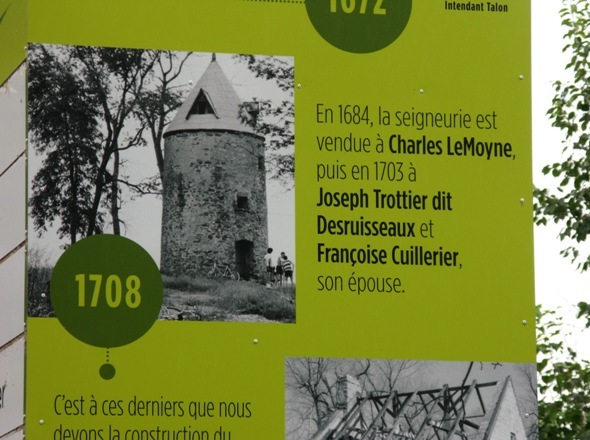 1672
Intendant Talon
En 1684, la seigneurie est
vendue à Charles LeMoyne,
puis en 1703 à
Joseph Trottier dit
Desruisseaux et
Françoise Cuillerier,
son épouse.
1708
C'est à ces derniers que nous
devons la construction du